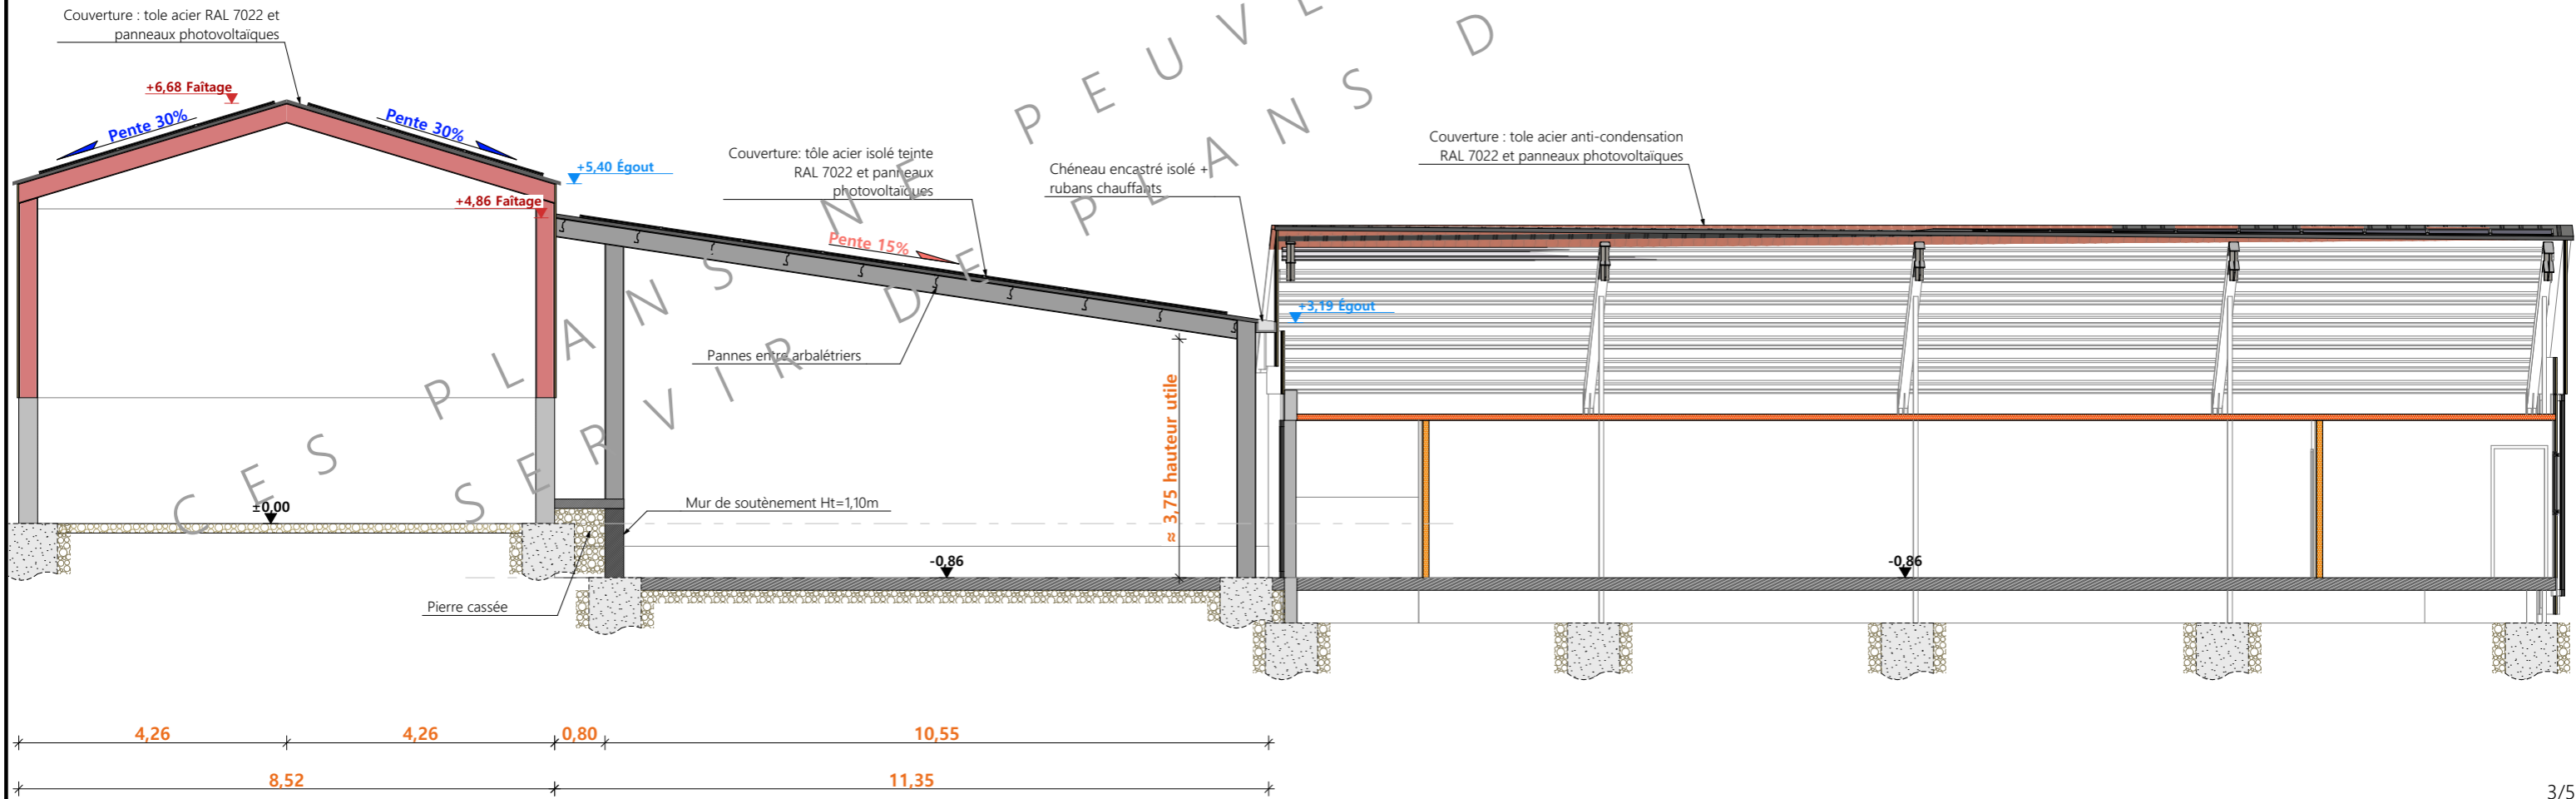 Couverture : tole acier RAL 7022 et
panneaux photovoltaïques
+6,68 Faîtage
Pente 30%
Pente 30%
+5,40 Égout
+4,86 Faîtage
Couverture: tôle acier isolé teinte
RAL 7022 et panneaux
photovoltaïques
Pente 15%
Chéneau encastré isolé +
rubans chauffants
Couverture : tole acier anti-condensation
RAL 7022 et panneaux photovoltaïques
+3,19 Égout
Pannes entre arbalétriers
≈ 3,75 hauteur utile
±0,00
Mur de soutènement Ht=1,10m
-0,86
-0,86
Pierre cassée
CES PLANS NE PEUVE
SERVIR DE PLANS D
4,26
4,26
0,80
10,55
8,52
11,35
3/5